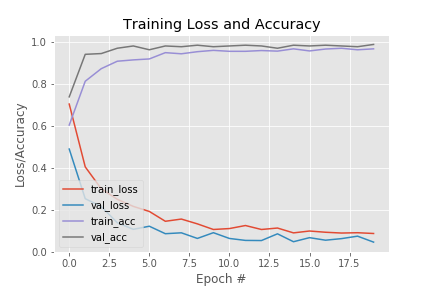 Training Loss and Accuracy
Loss/Accuracy
1.0
0.8
0.6
0.4
0.2
0.0
train_loss
val_loss
train_acc
val_acc
0.0 2.5 5.0 7.5 10.0 12.5 15.0 17.5
Epoch #